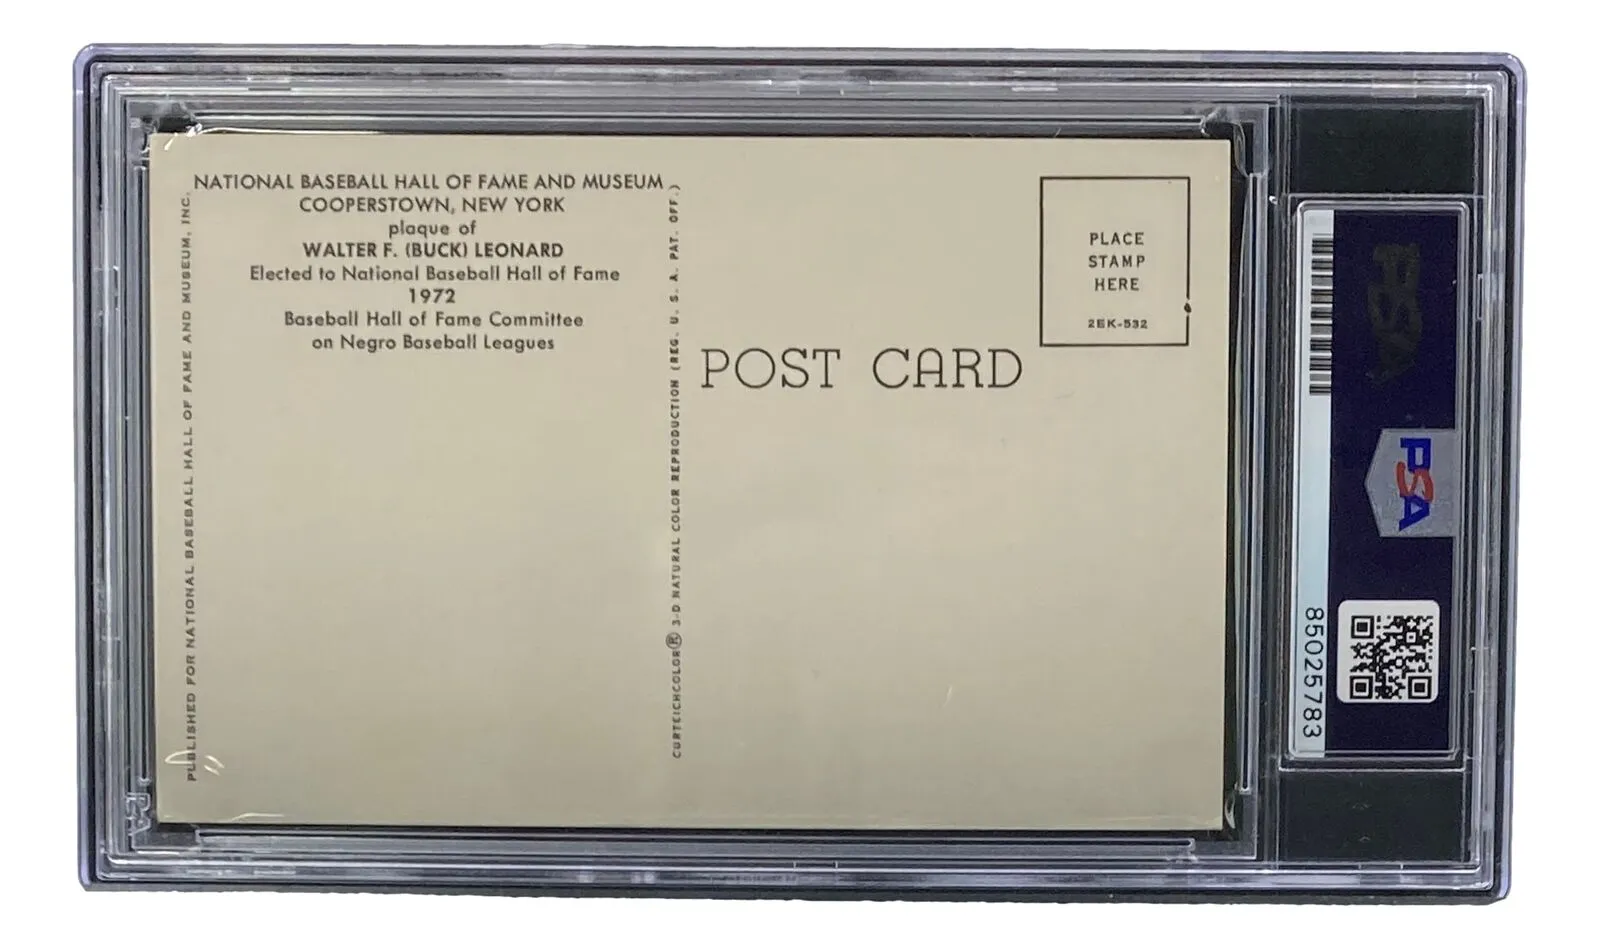 NATIONAL BASEBALL HALL OF FAME AND MUSEUM
COOPERSTOWN, NEW YORK
plaque of
WALTER F. (BUCK) LEONARD
Elected to National Baseball Hall of Fame
1972
Baseball Hall of Fame Committee
on Negro Baseball Leagues
PUBLISHED FOR NATIONAL BASEBALL HALL OF FAME AND MUSEUM, INC.
CURTEICHCOLOR® 3-D NATURAL COLOR REPRODUCTION (REG. U. S. A. PAT. OFF.)
POST CARD
PLACE
STAMP
HERE
2EK-532
PSA
PSA
85025783
PSA